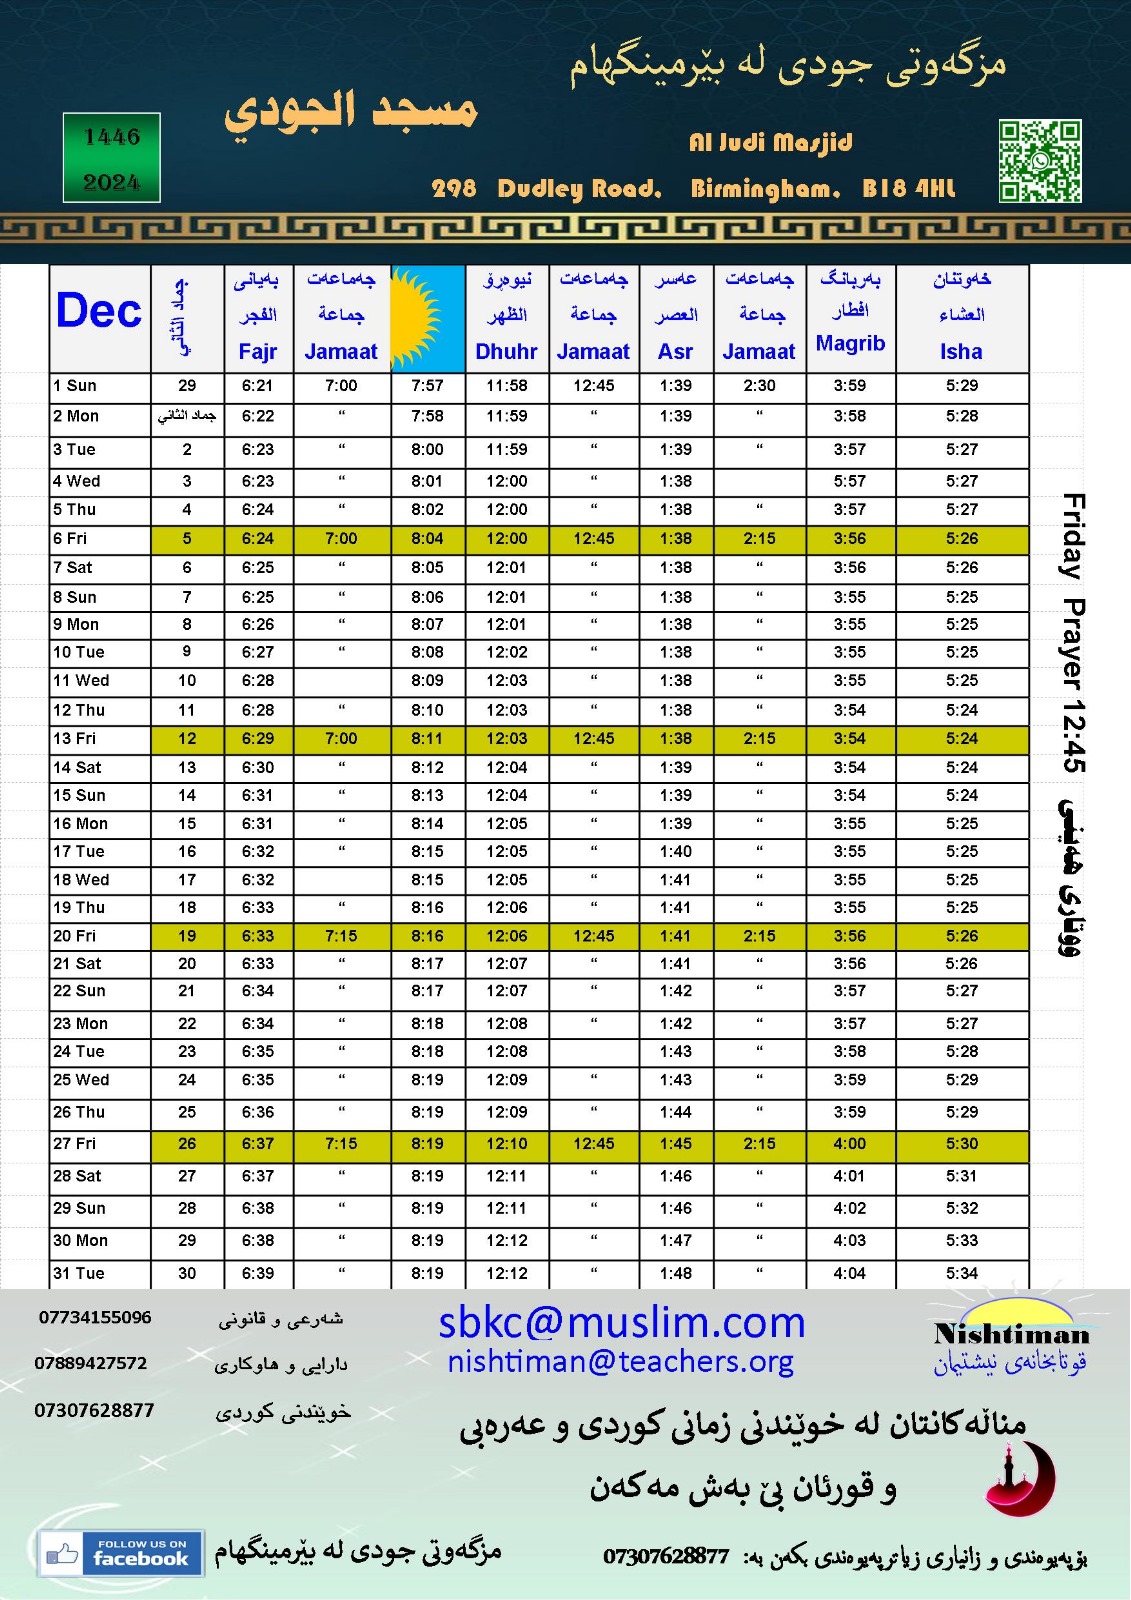 مزگەوتی جودی لە بێرمینگهام
مسجد الجودي
1446
2024
Al Judi Masjid
298 Dudley Road, Birmingham, B18 4HL
Dec جماد الثاني بەیانی الفجر Fajr جەماعەت جماعة Jamaat نیوەڕۆ الظهر Dhuhr جەماعەت جماعة Jamaat عەسر العصر Asr جەماعەت جماعة Jamaat بەربانگ افطار Magrib خەوتنان العشاء Isha
1 Sun 29 6:21 7:00 7:57 11:58 12:45 1:39 2:30 3:59 5:29
2 Mon جماد الثاني 6:22 “ 7:58 11:59 “ 1:39 “ 3:58 5:28
3 Tue 2 6:23 “ 8:00 11:59 “ 1:39 “ 3:57 5:27
4 Wed 3 6:23 “ 8:01 12:00 “ 1:38 5:57 5:27
5 Thu 4 6:24 “ 8:02 12:00 “ 1:38 “ 3:57 5:27
6 Fri 5 6:24 7:00 8:04 12:00 12:45 1:38 2:15 3:56 5:26
7 Sat 6 6:25 “ 8:05 12:01 “ 1:38 “ 3:56 5:26
8 Sun 7 6:25 “ 8:06 12:01 “ 1:38 “ 3:55 5:25
9 Mon 8 6:26 “ 8:07 12:01 “ 1:38 “ 3:55 5:25
10 Tue 9 6:27 “ 8:08 12:02 “ 1:38 “ 3:55 5:25
11 Wed 10 6:28 8:09 12:03 “ 1:38 “ 3:55 5:25
12 Thu 11 6:28 “ 8:10 12:03 “ 1:38 “ 3:54 5:24
13 Fri 12 6:29 7:00 8:11 12:03 12:45 1:38 2:15 3:54 5:24
14 Sat 13 6:30 “ 8:12 12:04 “ 1:39 “ 3:54 5:24
15 Sun 14 6:31 “ 8:13 12:04 “ 1:39 “ 3:54 5:24
16 Mon 15 6:31 “ 8:14 12:05 “ 1:39 “ 3:55 5:25
17 Tue 16 6:32 “ 8:15 12:05 “ 1:40 “ 3:55 5:25
18 Wed 17 6:32 8:15 12:05 “ 1:41 “ 3:55 5:25
19 Thu 18 6:33 “ 8:16 12:06 “ 1:41 “ 3:55 5:25
20 Fri 19 6:33 7:15 8:16 12:06 12:45 1:41 2:15 3:56 5:26
21 Sat 20 6:33 “ 8:17 12:07 “ 1:41 “ 3:56 5:26
22 Sun 21 6:34 “ 8:17 12:07 “ 1:42 “ 3:57 5:27
23 Mon 22 6:34 “ 8:18 12:08 “ 1:42 “ 3:57 5:27
24 Tue 23 6:35 “ 8:18 12:08 1:43 “ 3:58 5:28
25 Wed 24 6:35 “ 8:19 12:09 “ 1:43 “ 3:59 5:29
26 Thu 25 6:36 “ 8:19 12:09 “ 1:44 “ 3:59 5:29
27 Fri 26 6:37 7:15 8:19 12:10 12:45 1:45 2:15 4:00 5:30
28 Sat 27 6:37 “ 8:19 12:11 “ 1:46 “ 4:01 5:31
29 Sun 28 6:38 “ 8:19 12:11 “ 1:46 “ 4:02 5:32
30 Mon 29 6:38 “ 8:19 12:12 “ 1:47 “ 4:03 5:33
31 Tue 30 6:39 “ 8:19 12:12 “ 1:48 “ 4:04 5:34
Friday Prayer 12:45 ووتاری هەینی
07734155096 شەرعی و قانونی
07889427572 دارایی و هاوکاری
07307628877 خوێندنی کوردی
sbkc@muslim.com
nishtiman@teachers.org
Nishtiman
قوتابخانەی نیشتیمان
مناڵەکانتان لە خوێندنی زمانی کوردی و عەرەبی
و قورئان بێ بەش مەکەن
FOLLOW US ON
facebook
مزگەوتی جودی لە بێرمینگهام
بۆپەیوەندی و زانیاری زیاترپەیوەندی بکەن بە: 07307628877